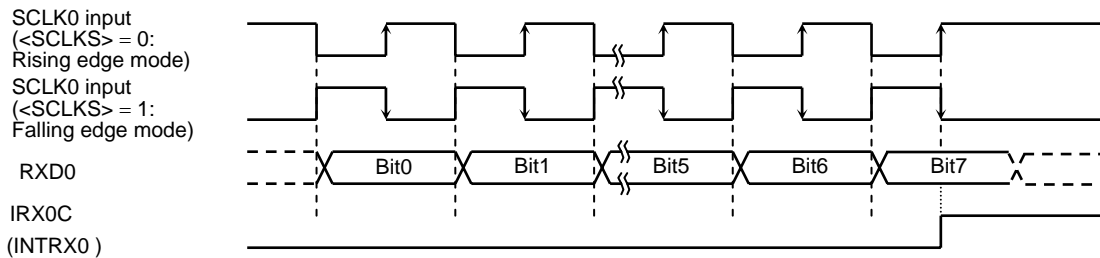 SCLK0 input
(<SCLKS> = 0:
Rising edge mode)
SCLK0 input
(<SCLKS> = 1:
Falling edge mode)
RXD0
Bit0
Bit1
Bit5
Bit6
Bit7
IRX0C
(INTRX0 )